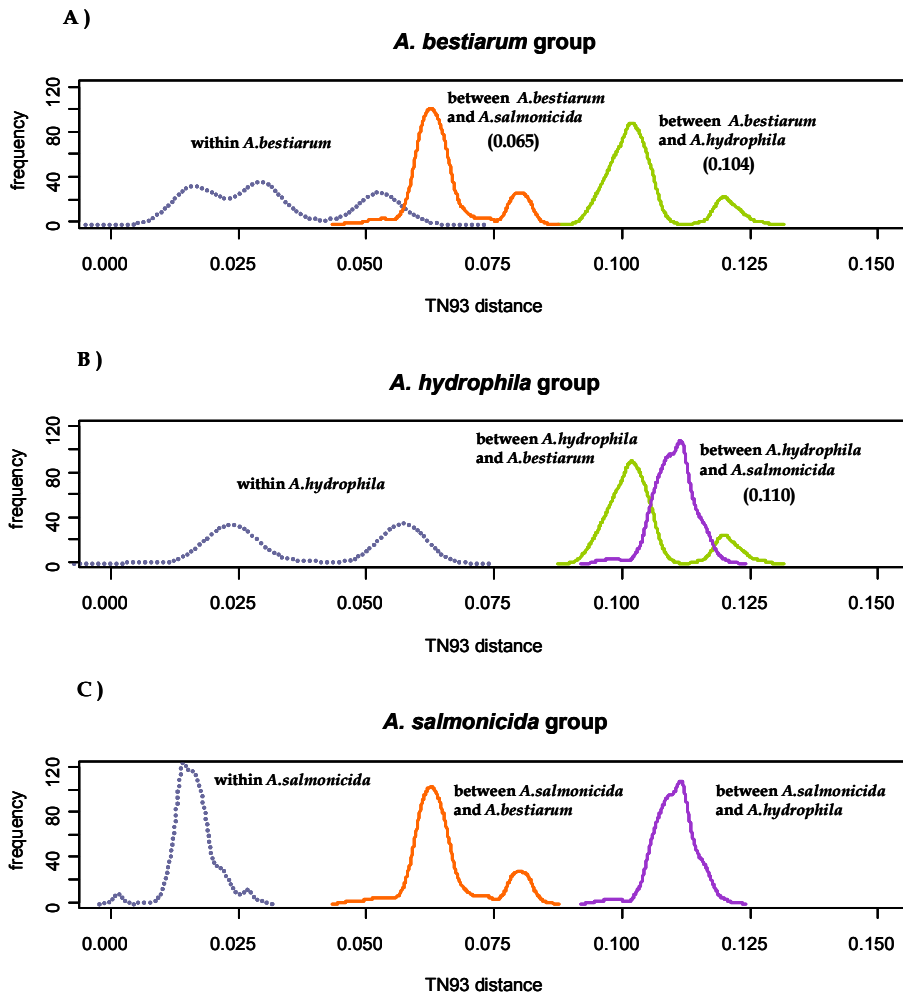 A )
A. bestiarum group
between A.bestiarum
and A.salmonicida
(0.065)
between A.bestiarum
and A.hydrophila
(0.104)
within A.bestiarum
frequency
120
80
40
0
0.000 0.025 0.050 0.075 0.100 0.125 0.150
TN93 distance
B )
A. hydrophila group
between A.hydrophila
and A.bestiarum
between A.hydrophila
and A.salmonicida
(0.110)
within A.hydrophila
frequency
120
80
40
0
0.000 0.025 0.050 0.075 0.100 0.125 0.150
TN93 distance
C )
A. salmonicida group
within A.salmonicida
between A.salmonicida
and A.bestiarum
between A.salmonicida
and A.hydrophila
frequency
120
80
40
0
0.000 0.025 0.050 0.075 0.100 0.125 0.150
TN93 distance